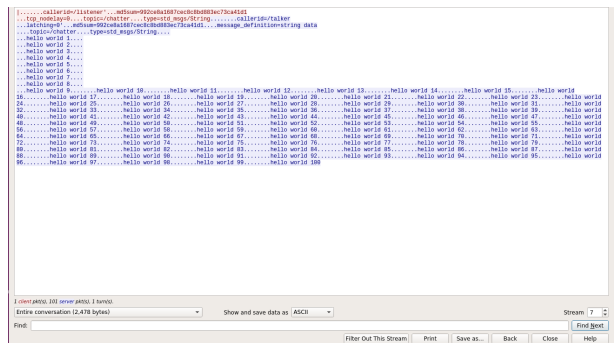 |.......callerid=/listener'...md5sum=992ce8a1687cec8c8bd883ec73ca41d1
...tcp_nodelay=0....topic=/chatter....type=std_msgs/String........callerid=/talker
...latching=0'...md5sum=992ce8a1687cec8c8bd883ec73ca41d1....message_definition=string data
....topic=/chatter....type=std_msgs/String....
...hello world 1....
...hello world 2....
...hello world 3....
...hello world 4....
...hello world 5....
...hello world 6....
...hello world 7....
...hello world 8....
...hello world 9........hello world 10........hello world 11........hello world 12........hello world 13........hello world 14........hello world 15........hello world
16........hello world 17........hello world 18........hello world 19........hello world 20........hello world 21........hello world 22........hello world 23........hello world
24........hello world 25........hello world 26........hello world 27........hello world 28........hello world 29........hello world 30........hello world 31........hello world
32........hello world 33........hello world 34........hello world 35........hello world 36........hello world 37........hello world 38........hello world 39........hello world
40........hello world 41........hello world 42........hello world 43........hello world 44........hello world 45........hello world 46........hello world 47........hello world
48........hello world 49........hello world 50........hello world 51........hello world 52........hello world 53........hello world 54........hello world 55........hello world
56........hello world 57........hello world 58........hello world 59........hello world 60........hello world 61........hello world 62........hello world 63........hello world
64........hello world 65........hello world 66........hello world 67........hello world 68........hello world 69........hello world 70........hello world 71........hello world
72........hello world 73........hello world 74........hello world 75........hello world 76........hello world 77........hello world 78........hello world 79........hello world
80........hello world 81........hello world 82........hello world 83........hello world 84........hello world 85........hello world 86........hello world 87........hello world
88........hello world 89........hello world 90........hello world 91........hello world 92........hello world 93........hello world 94........hello world 95........hello world
96........hello world 97........hello world 98........hello world 99........hello world 100
1 client pkt(s), 101 server pkt(s), 1 turn(s).
Entire conversation (2,478 bytes) Show and save data as ASCII Stream 7
Find: Find Next
Filter Out This Stream Print Save as... Back Close Help